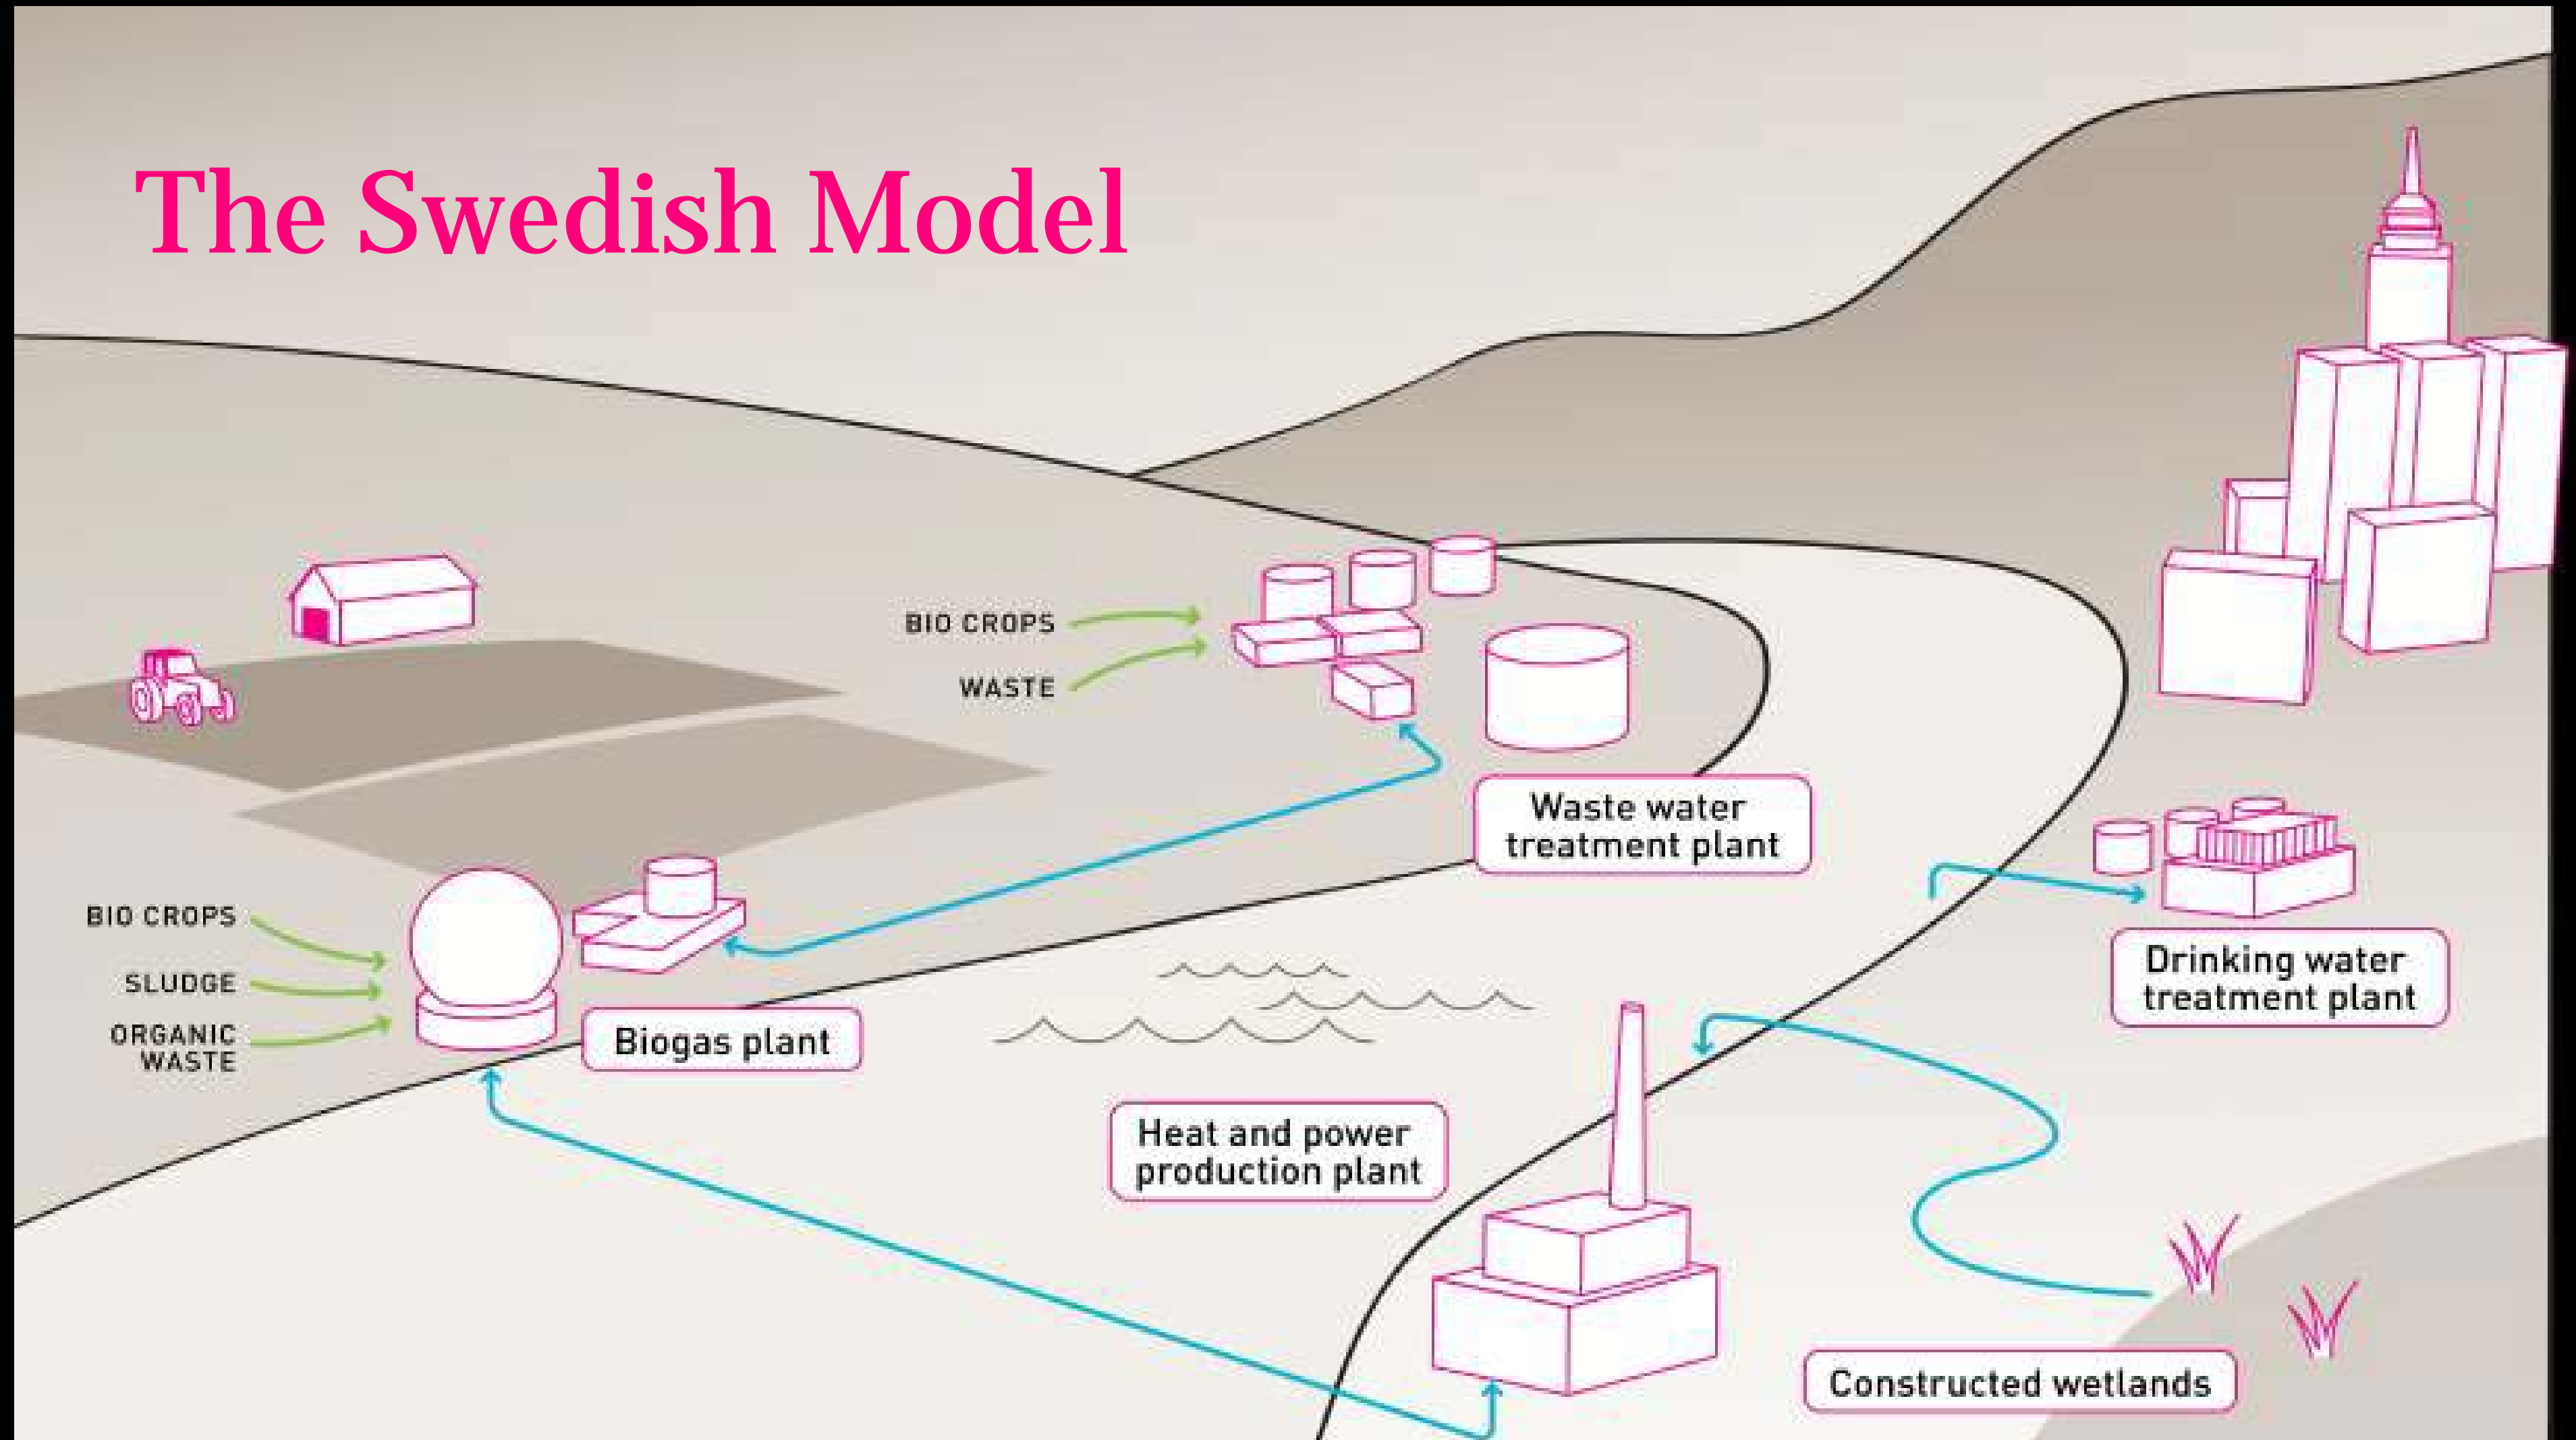 The Swedish Model
BIO CROPS
WASTE
Waste water
treatment plant
BIO CROPS
SLUDGE
ORGANIC
WASTE
Biogas plant
Drinking water
treatment plant
Heat and power
production plant
Constructed wetlands